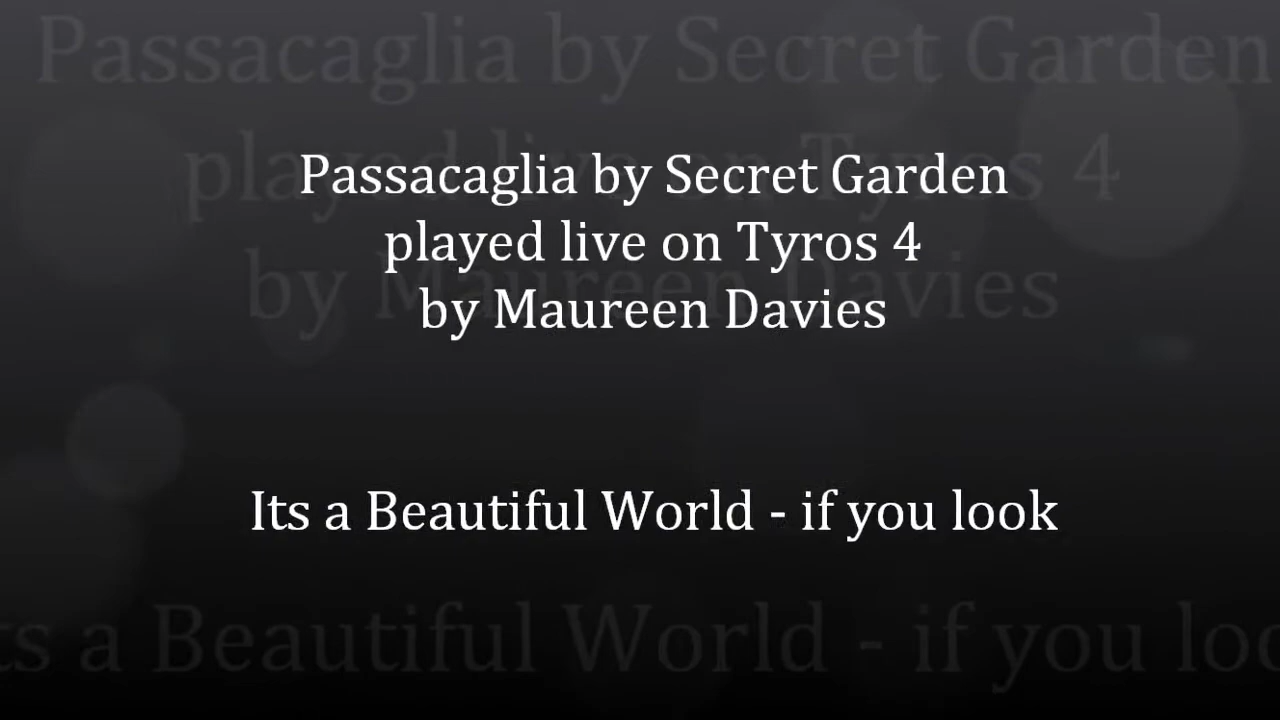 Passacaglia by Secret Garden
played live on Tyros 4
by Maureen Davies
Its a Beautiful World - if you look